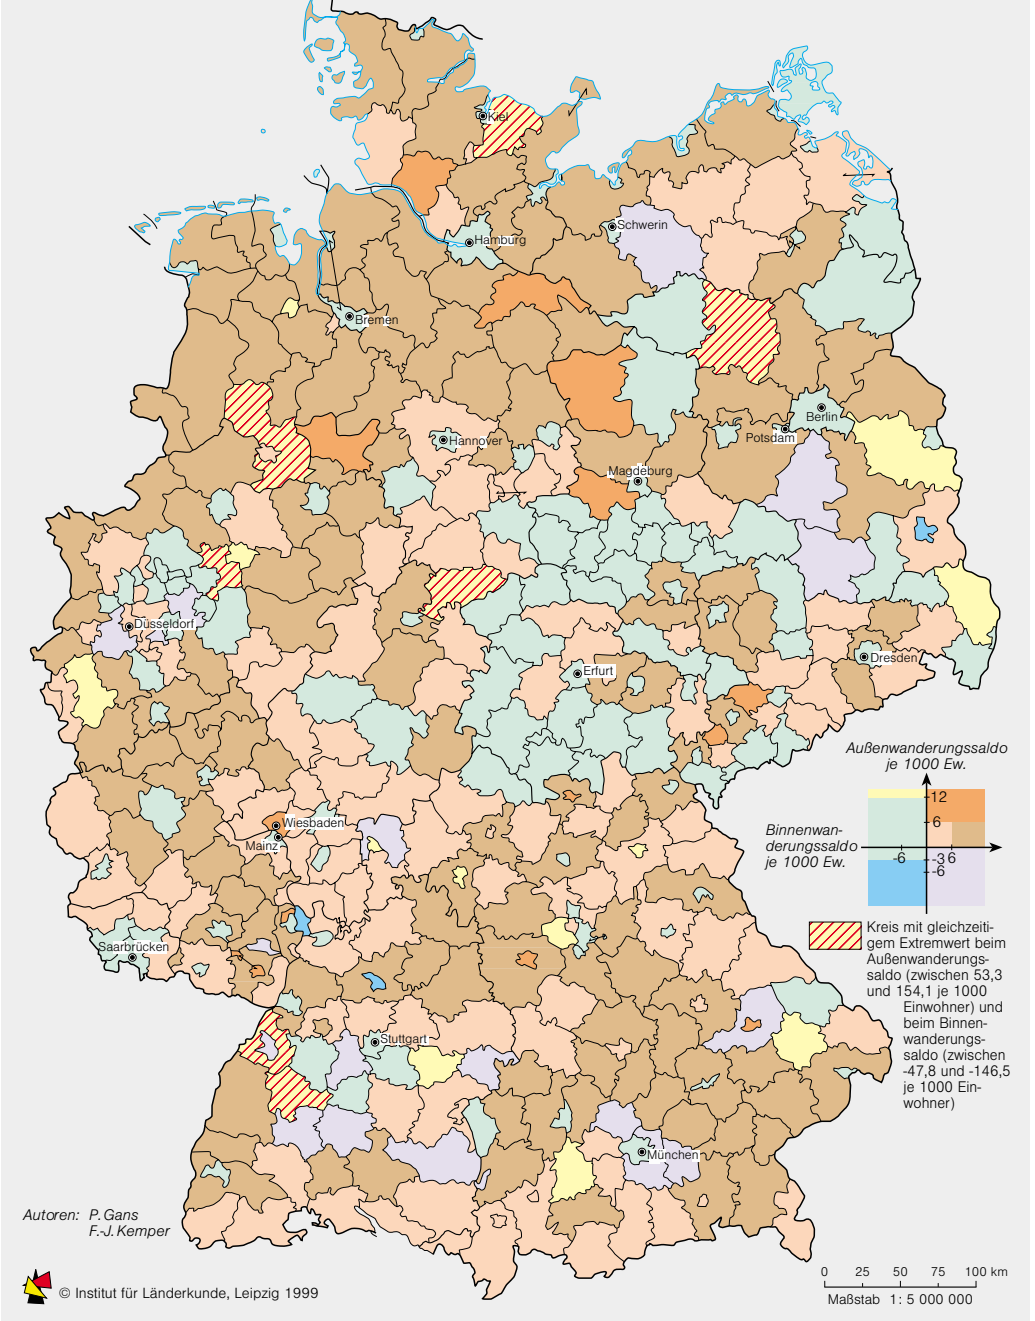 Kiel
Schwerin
Hamburg
Bremen
Berlin
Hannover
Potsdam
Magdeburg
Düsseldorf
Dresden
Erfurt
Wiesbaden
Mainz
Saarbrücken
Stuttgart
München
Außenwanderungssaldo
je 1000 Ew.
12
6
Binnenwan-
derungssaldo
je 1000 Ew.
-6
-3
6
-6
Kreis mit gleichzeiti-
gem Extremwert beim
Außenwanderungs-
saldo (zwischen 53,3
und 154,1 je 1000
Einwohner) und
beim Binnen-
wanderungs-
saldo (zwischen
-47,8 und -146,5
je 1000 Ein-
wohner)
Autoren: P. Gans
F.-J. Kemper
© Institut für Länderkunde, Leipzig 1999
0 25 50 75 100 km
Maßstab 1: 5 000 000